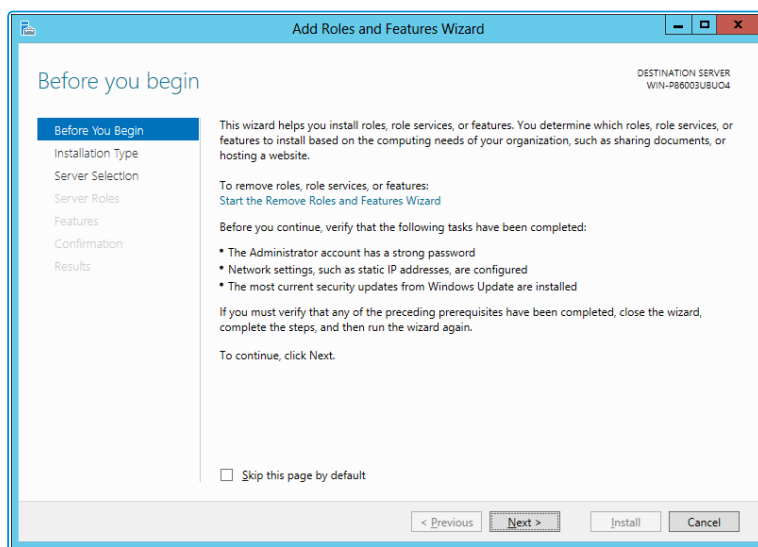 Add Roles and Features Wizard
Before you begin
DESTINATION SERVER
WIN-P86003UBUO4
Before You Begin
Installation Type
Server Selection
Server Roles
Features
Confirmation
Results
This wizard helps you install roles, role services, or features. You determine which roles, role services, or
features to install based on the computing needs of your organization, such as sharing documents, or
hosting a website.
To remove roles, role services, or features:
Start the Remove Roles and Features Wizard
Before you continue, verify that the following tasks have been completed:
• The Administrator account has a strong password
• Network settings, such as static IP addresses, are configured
• The most current security updates from Windows Update are installed
If you must verify that any of the preceding prerequisites have been completed, close the wizard,
complete the steps, and then run the wizard again.
To continue, click Next.
Skip this page by default
< Previous Next > Install Cancel